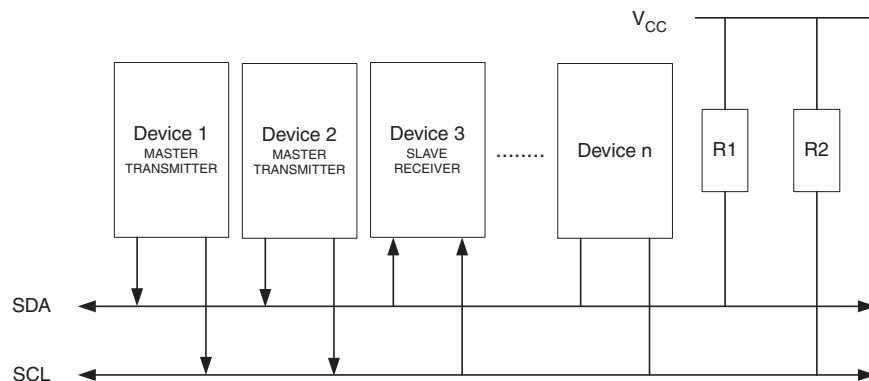 VCC
Device 1
MASTER
TRANSMITTER
Device 2
MASTER
TRANSMITTER
Device 3
SLAVE
RECEIVER
........
Device n
R1
R2
SDA
SCL